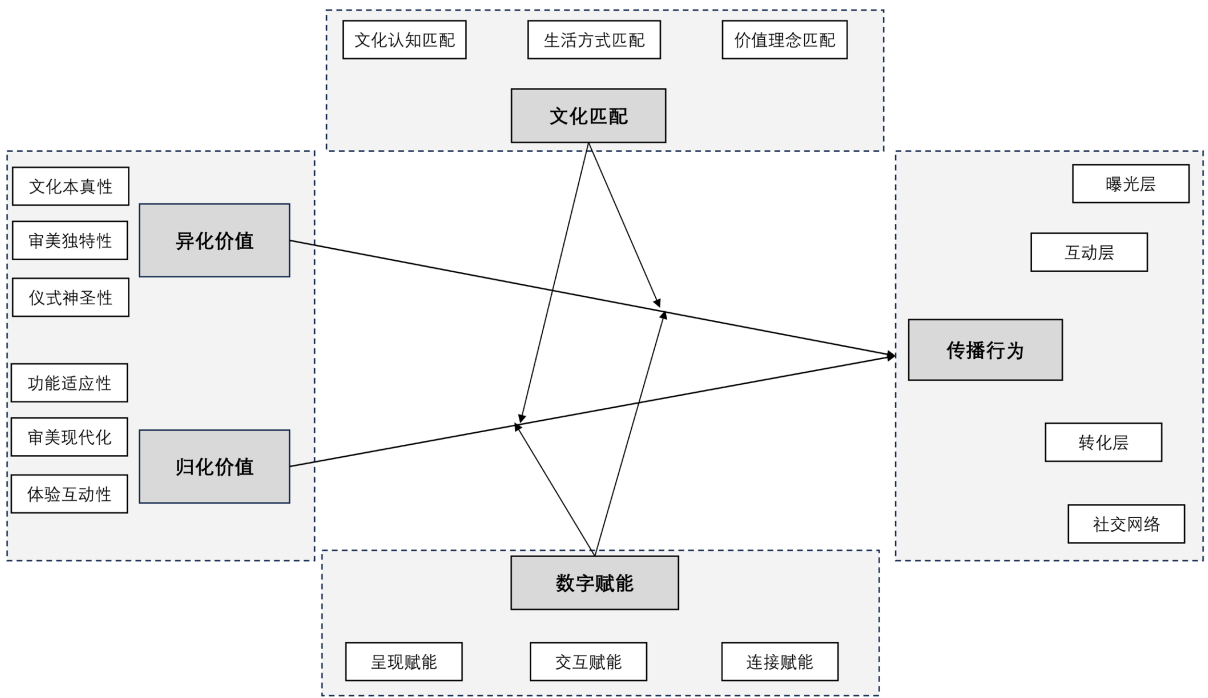 文化认知匹配
生活方式匹配
价值理念匹配
文化匹配
文化本真性
审美独特性
仪式神圣性
异化价值
功能适应性
审美现代化
体验互动性
归化价值
曝光层
互动层
传播行为
转化层
社交网络
数字赋能
呈现赋能
交互赋能
连接赋能